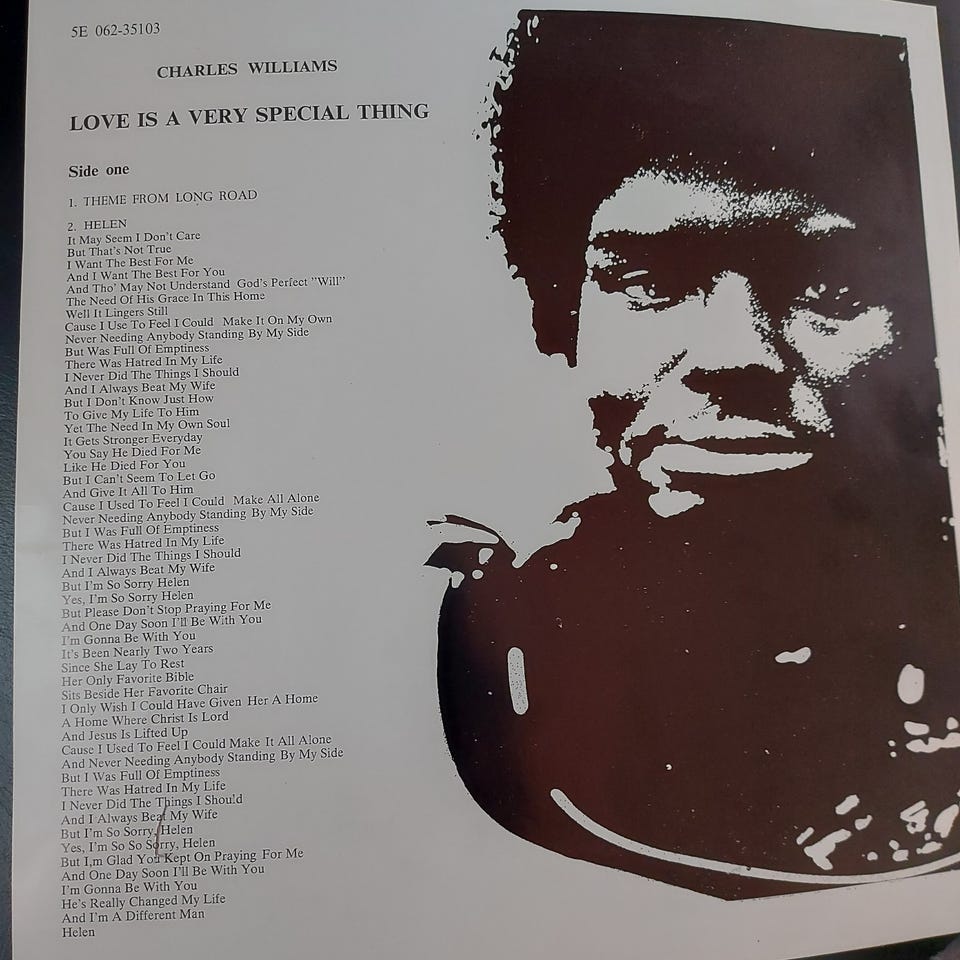 5E 062-35103
CHARLES WILLIAMS
LOVE IS A VERY SPECIAL THING
Side one
1. THEME FROM LONG ROAD
2. HELEN
It May Seem I Don't Care
But That's Not True
I Want The Best For Me
And I Want The Best For You
And Tho' May Not Understand God's Perfect "Will"
The Need Of His Grace In This Home
Well It Lingers Still
Cause I Use To Feel I Could Make It On My Own
Never Needing Anybody Standing By My Side
But Was Full Of Emptiness
There Was Hatred In My Life
I Never Did The Things I Should
And I Always Beat My Wife
But I Don't Know Just How
To Give My Life To Him
Yet The Need In My Own Soul
It Gets Stronger Everyday
You Say He Died For Me
Like He Died For You
But I Can't Seem To Let Go
And Give It All To Him
Cause I Used To Feel I Could Make All Alone
Never Needing Anybody Standing By My Side
But I Was Full Of Emptiness
There Was Hatred In My Life
I Never Did The Things I Should
And I Always Beat My Wife
But I'm So Sorry Helen
Yes, I'm So Sorry Helen
But Please Don't Stop Praying For Me
And One Day Soon I'll Be With You
I'm Gonna Be With You
It's Been Nearly Two Years
Since She Lay To Rest
Her Only Favorite Bible
Sits Beside Her Favorite Chair
I Only Wish I Could Have Given Her A Home
A Home Where Christ Is Lord
And Jesus Is Lifted Up
Cause I Used To Feel I Could Make It All Alone
And Never Needing Anybody Standing By My Side
But I Was Full Of Emptiness
There Was Hatred In My Life
I Never Did The Things I Should
And I Always Beat My Wife
But I'm So Sorry, Helen
Yes, I'm So So Sorry, Helen
But I,m Glad You Kept On Praying For Me
And One Day Soon I'll Be With You
I'm Gonna Be With You
He's Really Changed My Life
And I'm A Different Man
Helen